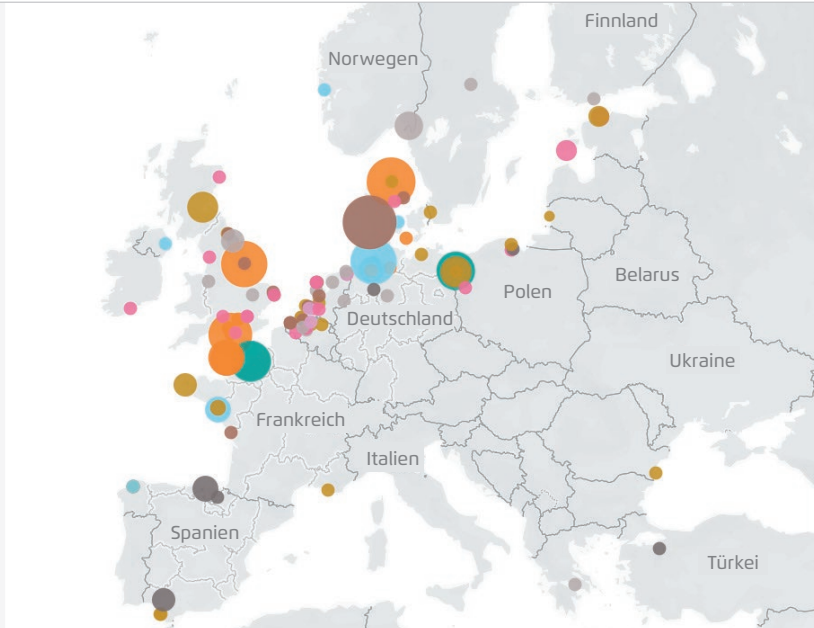 Finnland
Norwegen
Belarus
Polen
Deutschland
Ukraine
Frankreich
Italien
Spanien
Türkei